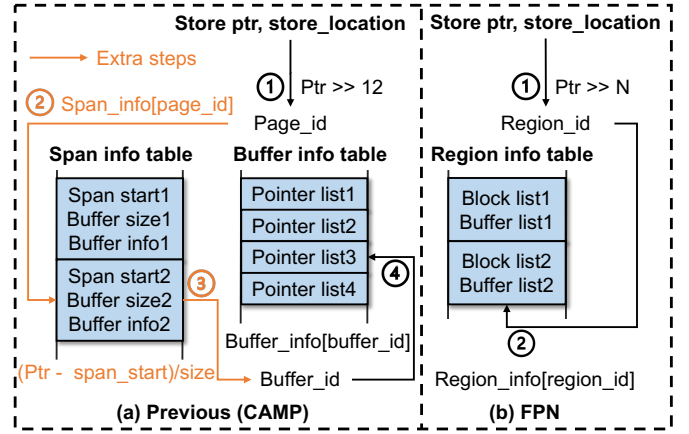 Store ptr, store_location
Extra steps
① Ptr >> 12
② Span_info[page_id]
Page_id
Span info table
Buffer info table
Span start1
Buffer size1
Buffer info1
Span start2
Buffer size2
Buffer info2
③
Pointer list1
Pointer list2
Pointer list3
Pointer list4
④
Buffer_info[buffer_id]
(Ptr - span_start)/size
Buffer_id
(a) Previous (CAMP)
Store ptr, store_location
① Ptr >> N
Region_id
Region info table
Block list1
Buffer list1
Block list2
Buffer list2
②
Region_info[region_id]
(b) FPN